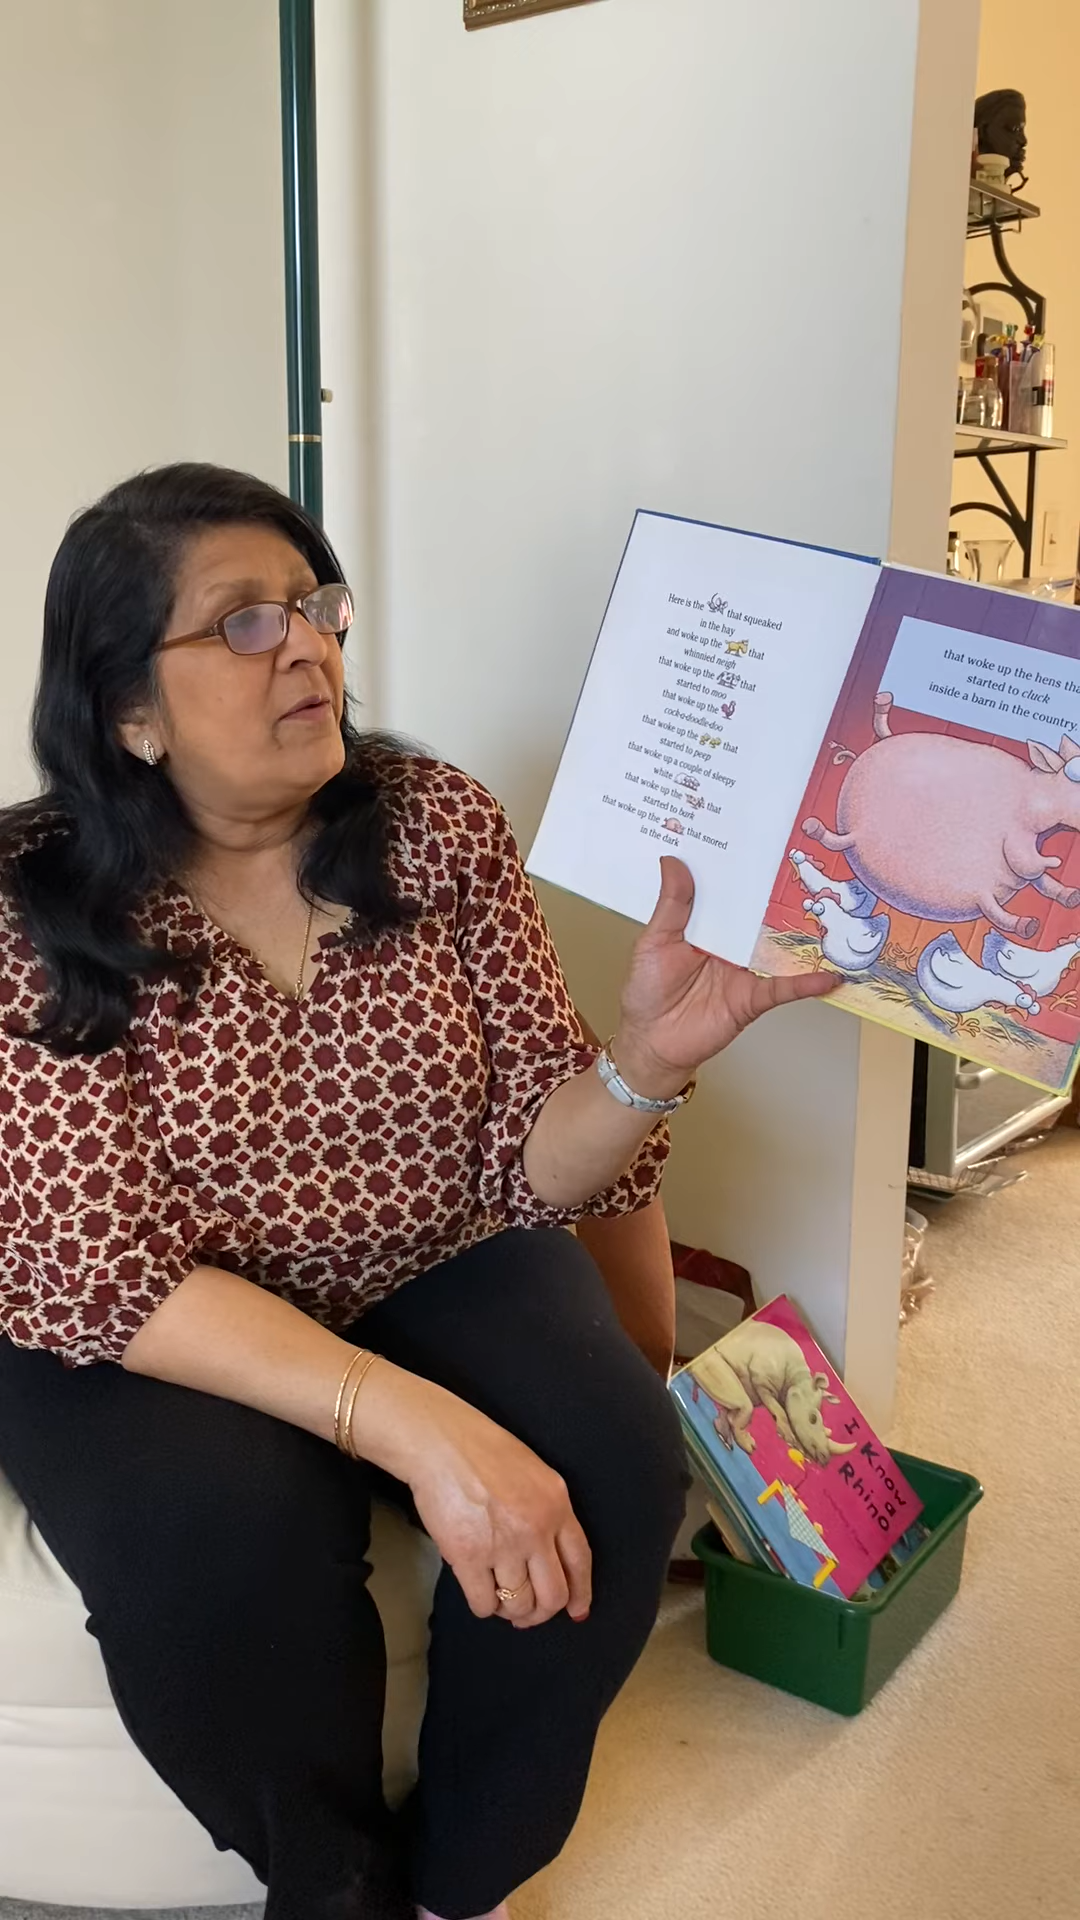 Here is the that squeaked
in the hay
and woke up the that
whinnied neigh
that woke up the that
started to moo
that woke up the
cock-a-doodle-doo
that woke up the that
started to peep
that woke up a couple of sleepy
white
that woke up the that
started to bark
that woke up the that snored
in the dark
that woke up the hens tha
started to cluck
inside a barn in the country.
I Know
a
Rhino